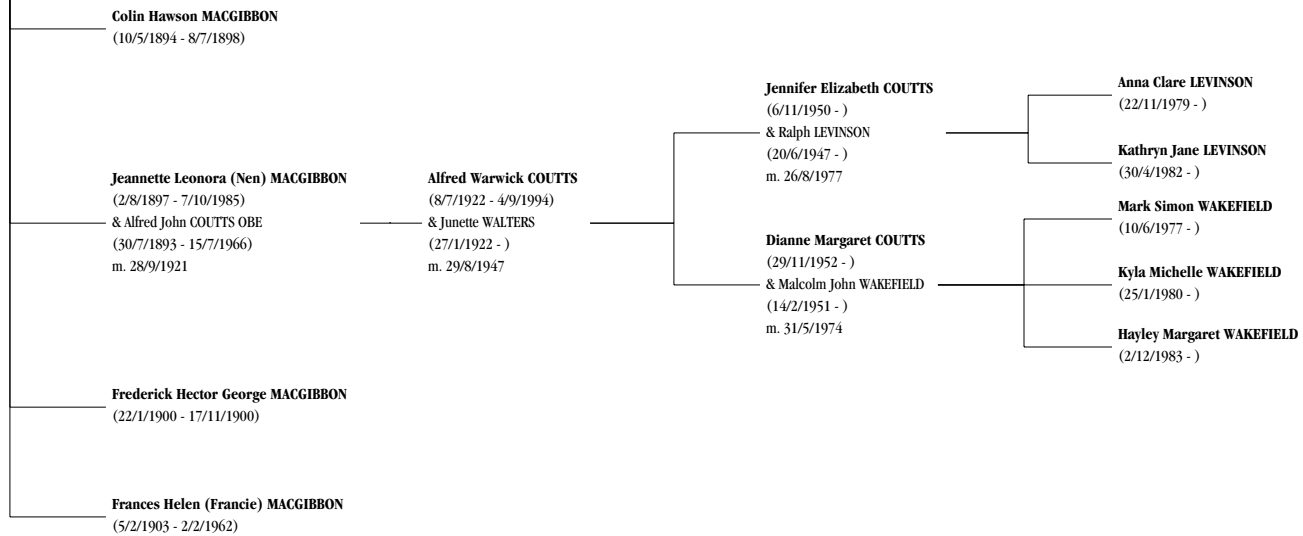 Colin Hawson MACGIBBON
(10/5/1894 - 8/7/1898)
Jeannette Leonora (Nen) MACGIBBON
(2/8/1897 - 7/10/1985)
& Alfred John COUTTS OBE
(30/7/1893 - 15/7/1966)
m. 28/9/1921
Frederick Hector George MACGIBBON
(22/1/1900 - 17/11/1900)
Frances Helen (Francie) MACGIBBON
(5/2/1903 - 2/2/1962)
Alfred Warwick COUTTS
(8/7/1922 - 4/9/1994)
& Junette WALTERS
(27/1/1922 - )
m. 29/8/1947
Jennifer Elizabeth COUTTS
(6/11/1950 - )
& Ralph LEVINSON
(20/6/1947 - )
m. 26/8/1977
Dianne Margaret COUTTS
(29/11/1952 - )
& Malcolm John WAKEFIELD
(14/2/1951 - )
m. 31/5/1974
Anna Clare LEVINSON
(22/11/1979 - )
Kathryn Jane LEVINSON
(30/4/1982 - )
Mark Simon WAKEFIELD
(10/6/1977 - )
Kyla Michelle WAKEFIELD
(25/1/1980 - )
Hayley Margaret WAKEFIELD
(2/12/1983 - )